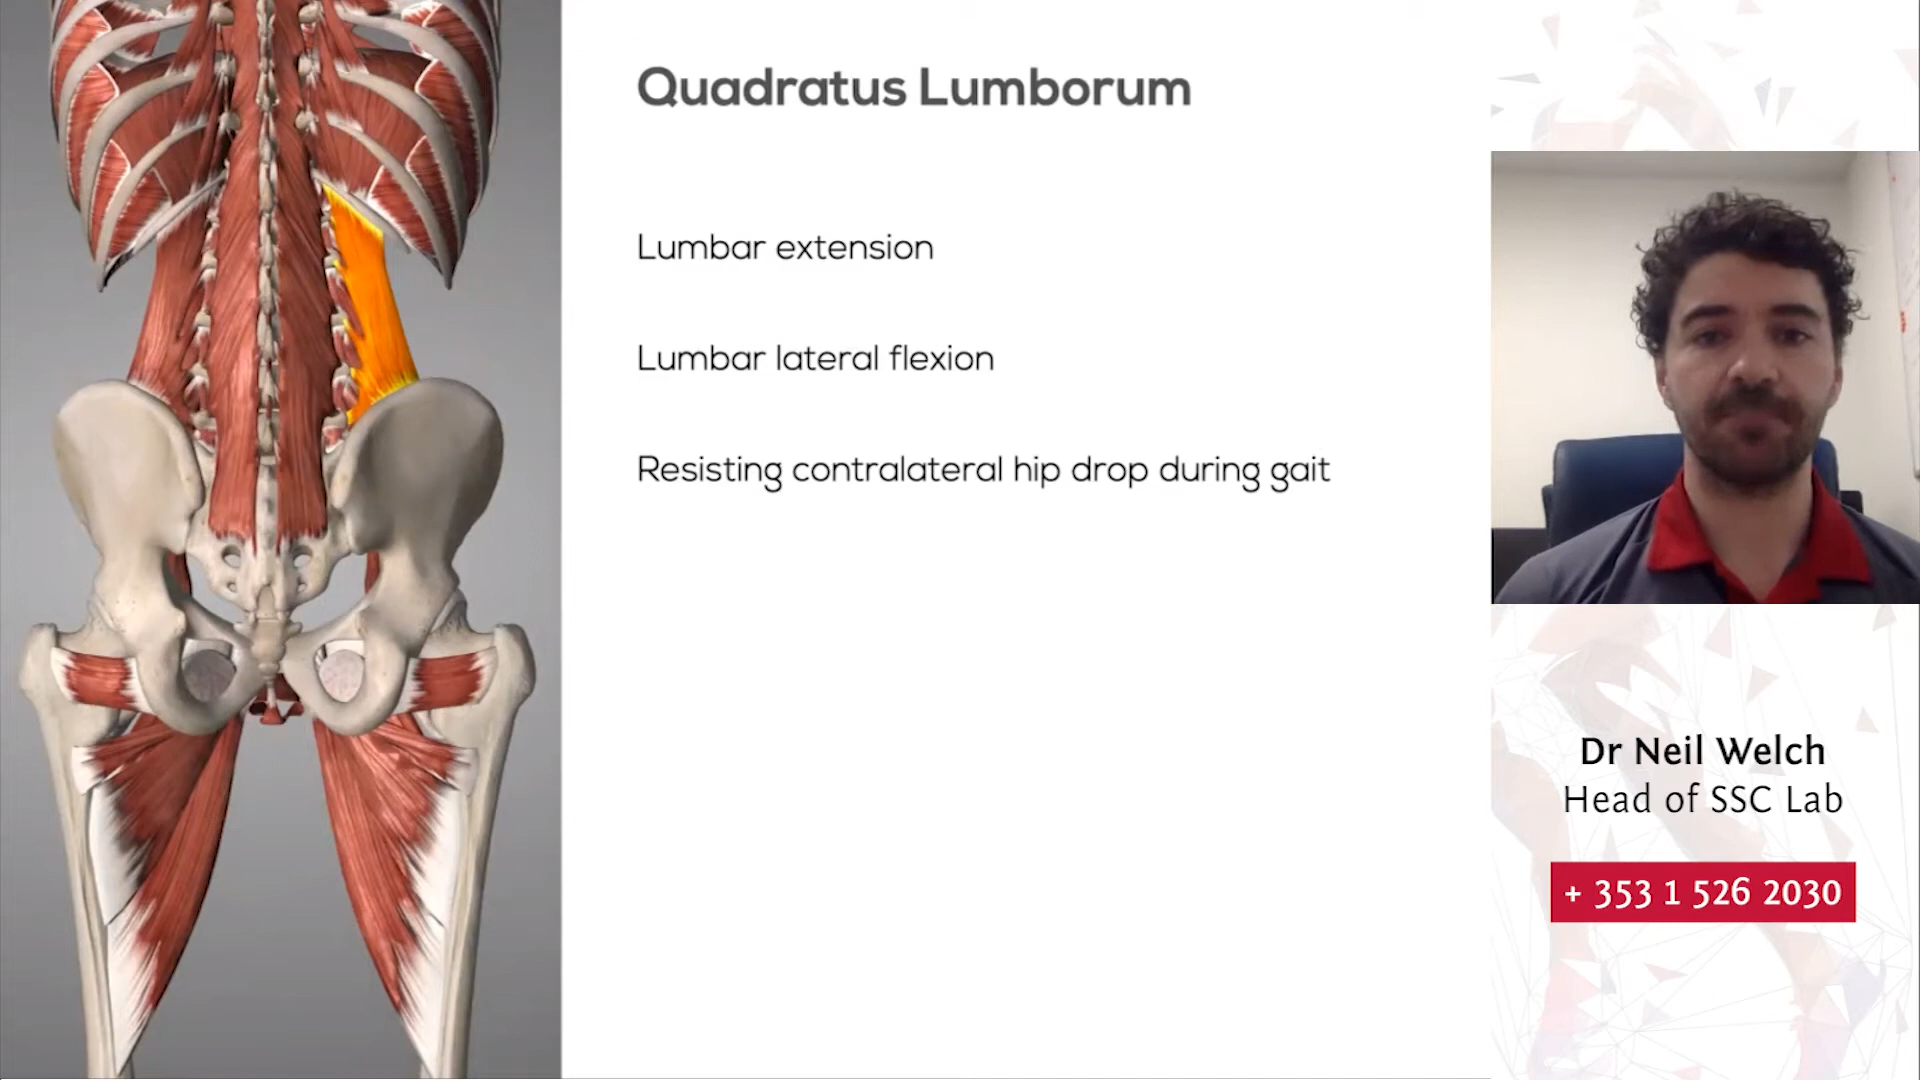 Quadratus Lumborum
Lumbar extension
Lumbar lateral flexion
Resisting contralateral hip drop during gait
Dr Neil Welch
Head of SSC Lab
+ 353 1 526 2030